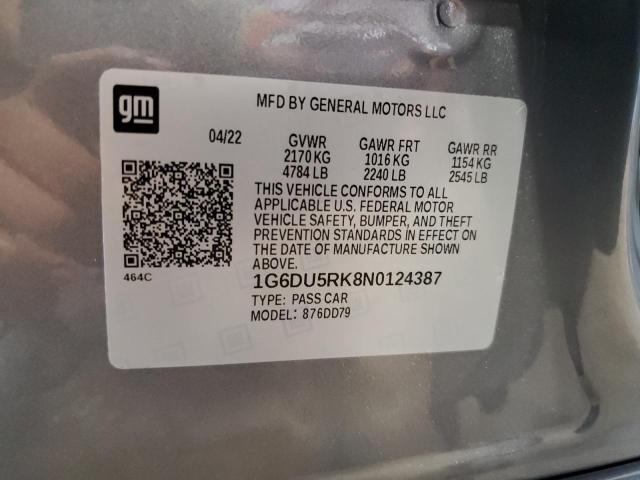 gm
MFD BY GENERAL MOTORS LLC
04/22 GVWR GAWR FRT GAWR RR
2170 KG 1016 KG 1154 KG
4784 LB 2240 LB 2545 LB
THIS VEHICLE CONFORMS TO ALL
APPLICABLE U.S. FEDERAL MOTOR
VEHICLE SAFETY, BUMPER, AND THEFT
PREVENTION STANDARDS IN EFFECT ON
THE DATE OF MANUFACTURE SHOWN
ABOVE.
464C
1G6DU5RK8N0124387
TYPE: PASS CAR
MODEL: 876DD79